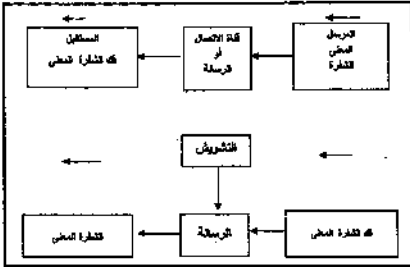 المرسل
المعنى
الشفرة
قناة الاتصال
أو
الرسالة
المستقبل
فك الشفرة المعنى
التشويش
فك الشفرة المعنى
الرسالة
الشفرة المعنى